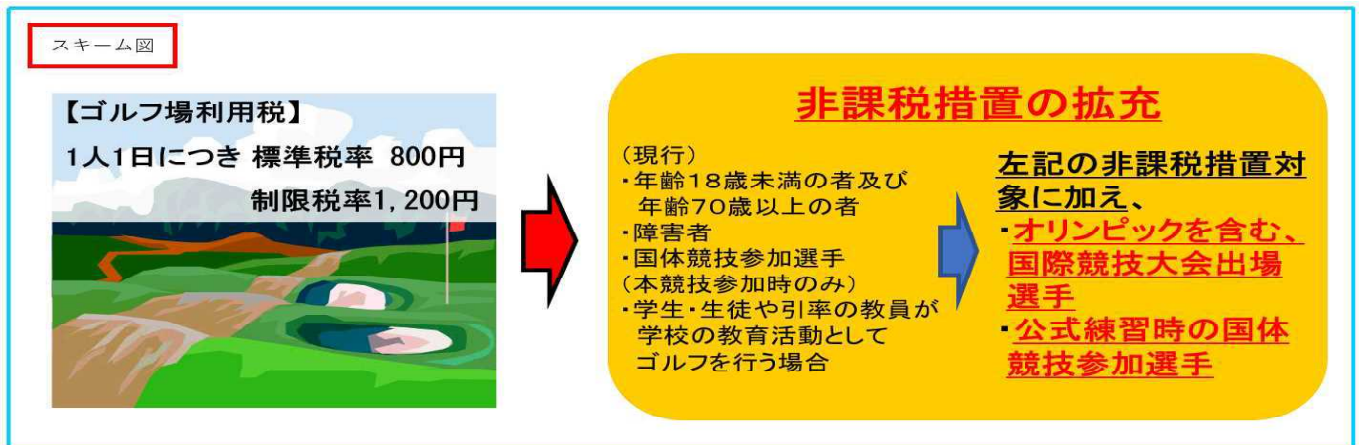 スキーム図
【ゴルフ場利用税】
1人1日につき 標準税率 800円
制限税率1,200円
非課税措置の拡充
(現行)
・年齢18歳未満の者及び
年齢70歳以上の者
・障害者
・国体競技参加選手
(本競技参加時のみ)
・学生・生徒や引率の教員が
学校の教育活動として
ゴルフを行う場合
左記の非課税措置対
象に加え、
・オリンピックを含む、
国際競技大会出場
選手
・公式練習時の国体
競技参加選手